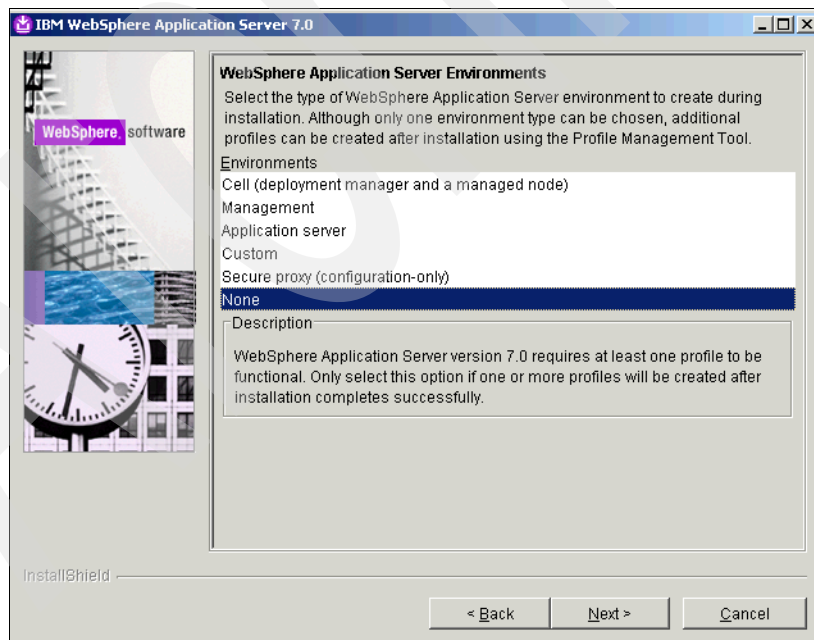 IBM WebSphere Application Server 7.0
WebSphere. software
WebSphere Application Server Environments
Select the type of WebSphere Application Server environment to create during
installation. Although only one environment type can be chosen, additional
profiles can be created after installation using the Profile Management Tool.
Environments
Cell (deployment manager and a managed node)
Management
Application server
Custom
Secure proxy (configuration-only)
None
Description
WebSphere Application Server version 7.0 requires at least one profile to be
functional. Only select this option if one or more profiles will be created after
installation completes successfully.
InstallShield
< Back
Next >
Cancel